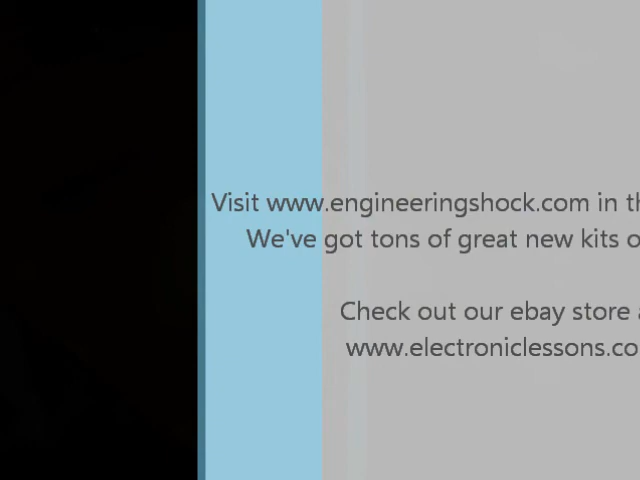 Visit www.engineeringshock.com in th
We've got tons of great new kits o
Check out our ebay store a
www.electroniclessons.co